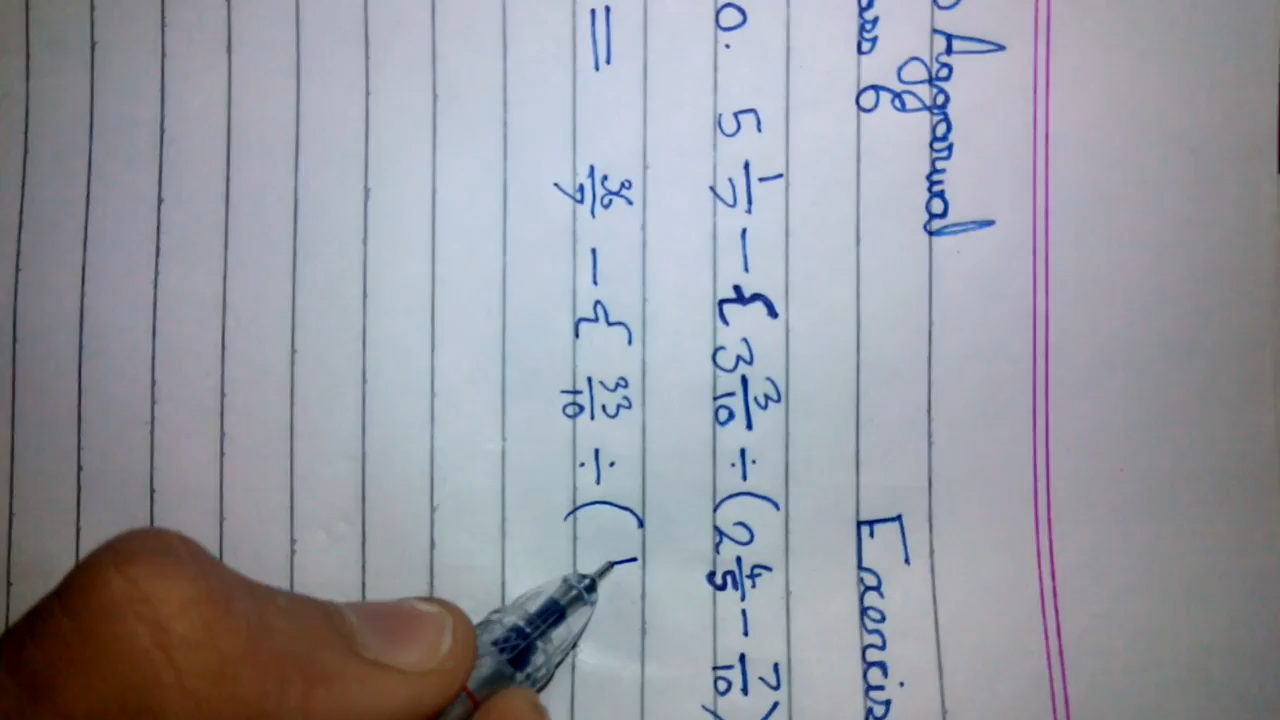 Aggarwal
6 Exercis
0. 5 1/7 - { 3 3/10 ÷ ( 2 4/5 - 7/10 )
= 36/7 - { 33/10 ÷ ( 1